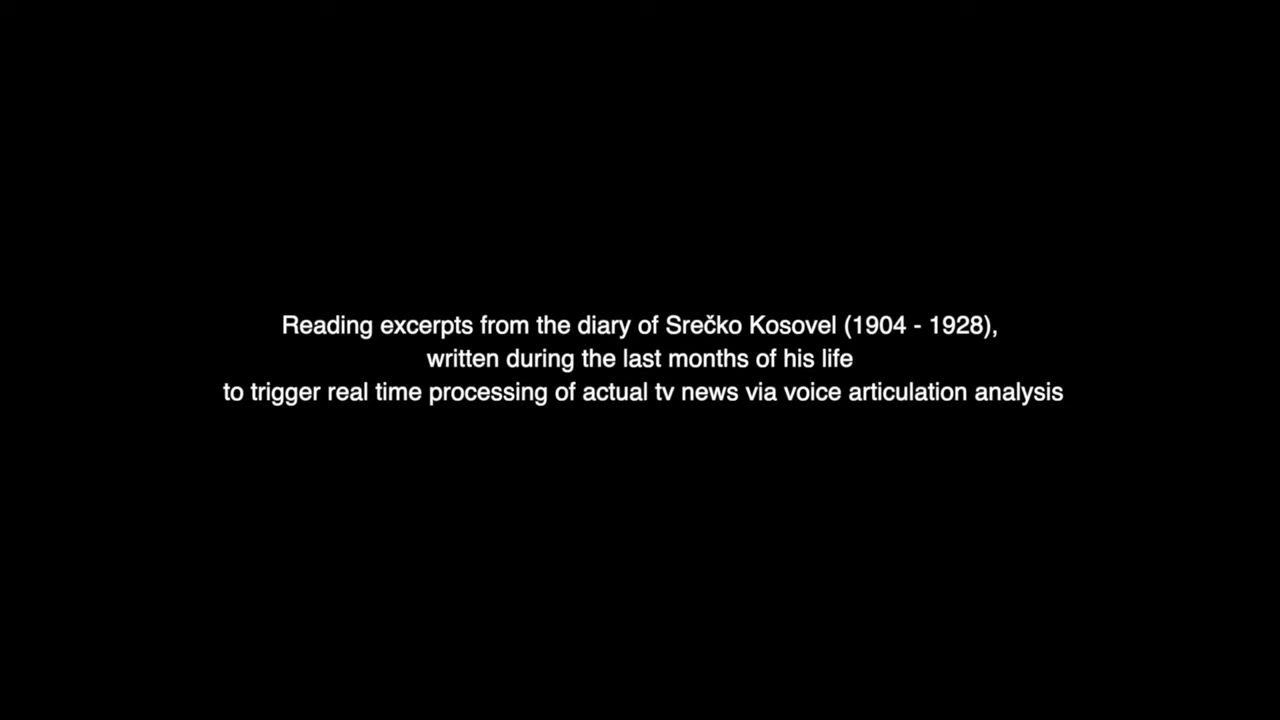 Reading excerpts from the diary of Srečko Kosovel (1904 - 1928),
written during the last months of his life
to trigger real time processing of actual tv news via voice articulation analysis